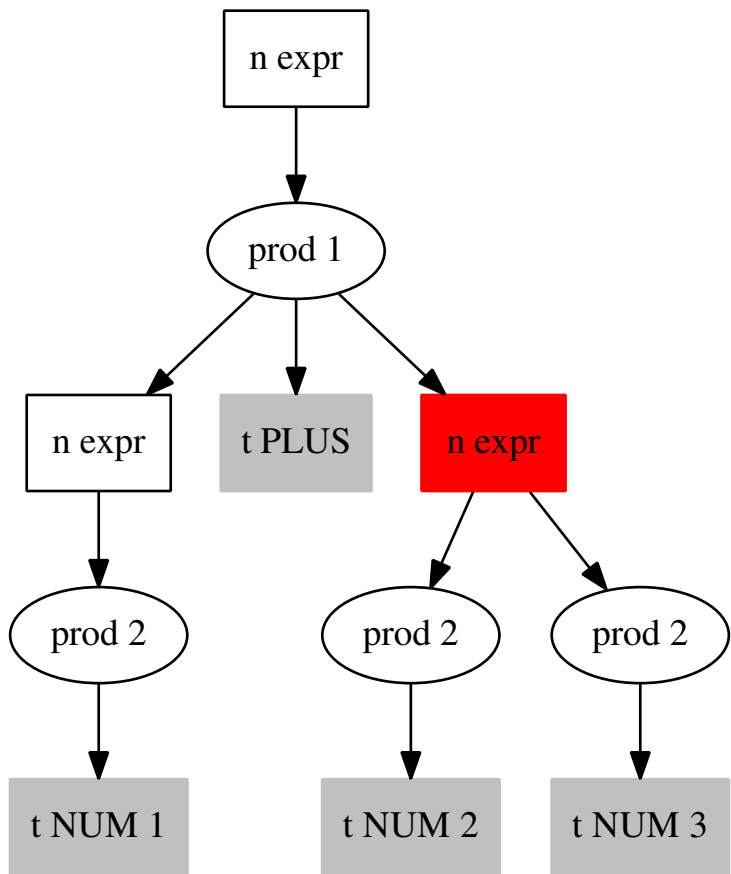 n expr
prod 1
n expr
t PLUS
n expr
prod 2
prod 2
prod 2
t NUM 1
t NUM 2
t NUM 3